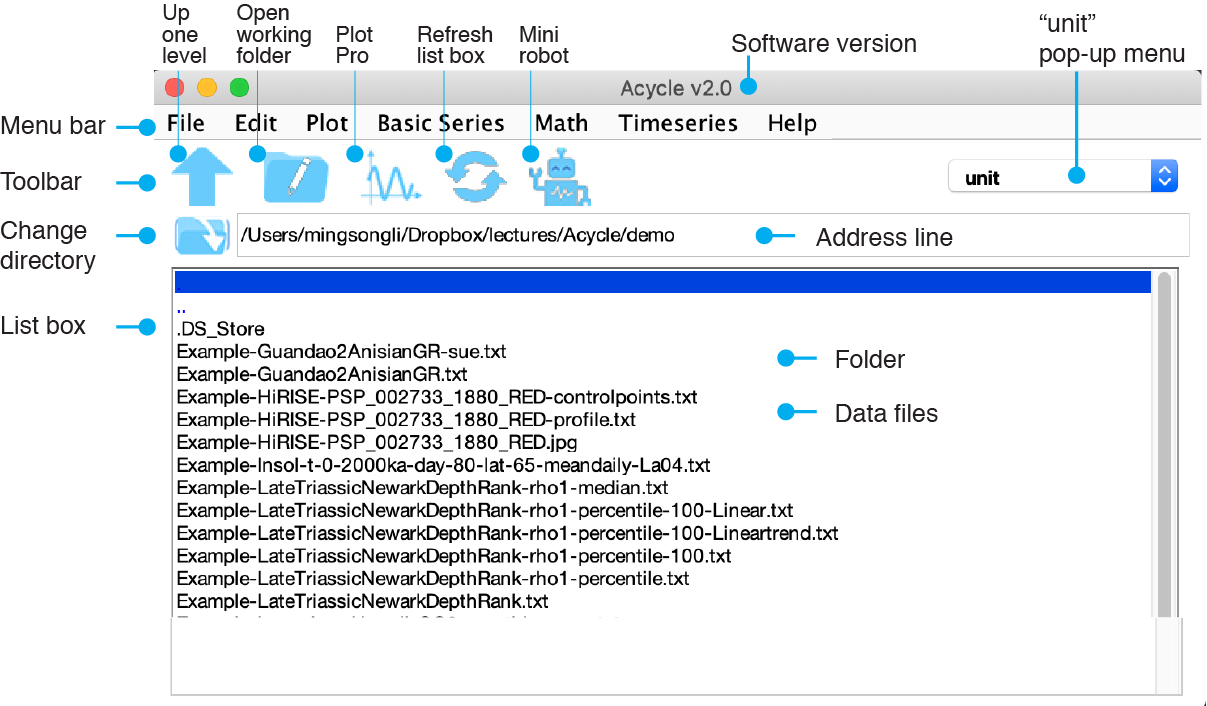 Up
one
level
Open
working
folder
Plot
Pro
Refresh
list box
Mini
robot
Software version
“unit”
pop-up menu
Acycle v2.0
Menu bar
File Edit Plot Basic Series Math Timeseries Help
Toolbar
unit
Change
directory
/Users/mingsongli/Dropbox/lectures/Acycle/demo
Address line
List box
.
..
.DS_Store
Example-Guandao2AnisianGR-sue.txt
Folder
Example-Guandao2AnisianGR.txt
Example-HiRISE-PSP_002733_1880_RED-controlpoints.txt
Data files
Example-HiRISE-PSP_002733_1880_RED-profile.txt
Example-HiRISE-PSP_002733_1880_RED.jpg
Example-Insol-t-0-2000ka-day-80-lat-65-meandaily-La04.txt
Example-LateTriassicNewarkDepthRank-rho1-median.txt
Example-LateTriassicNewarkDepthRank-rho1-percentile-100-Linear.txt
Example-LateTriassicNewarkDepthRank-rho1-percentile-100-Lineartrend.txt
Example-LateTriassicNewarkDepthRank-rho1-percentile-100.txt
Example-LateTriassicNewarkDepthRank-rho1-percentile.txt
Example-LateTriassicNewarkDepthRank.txt